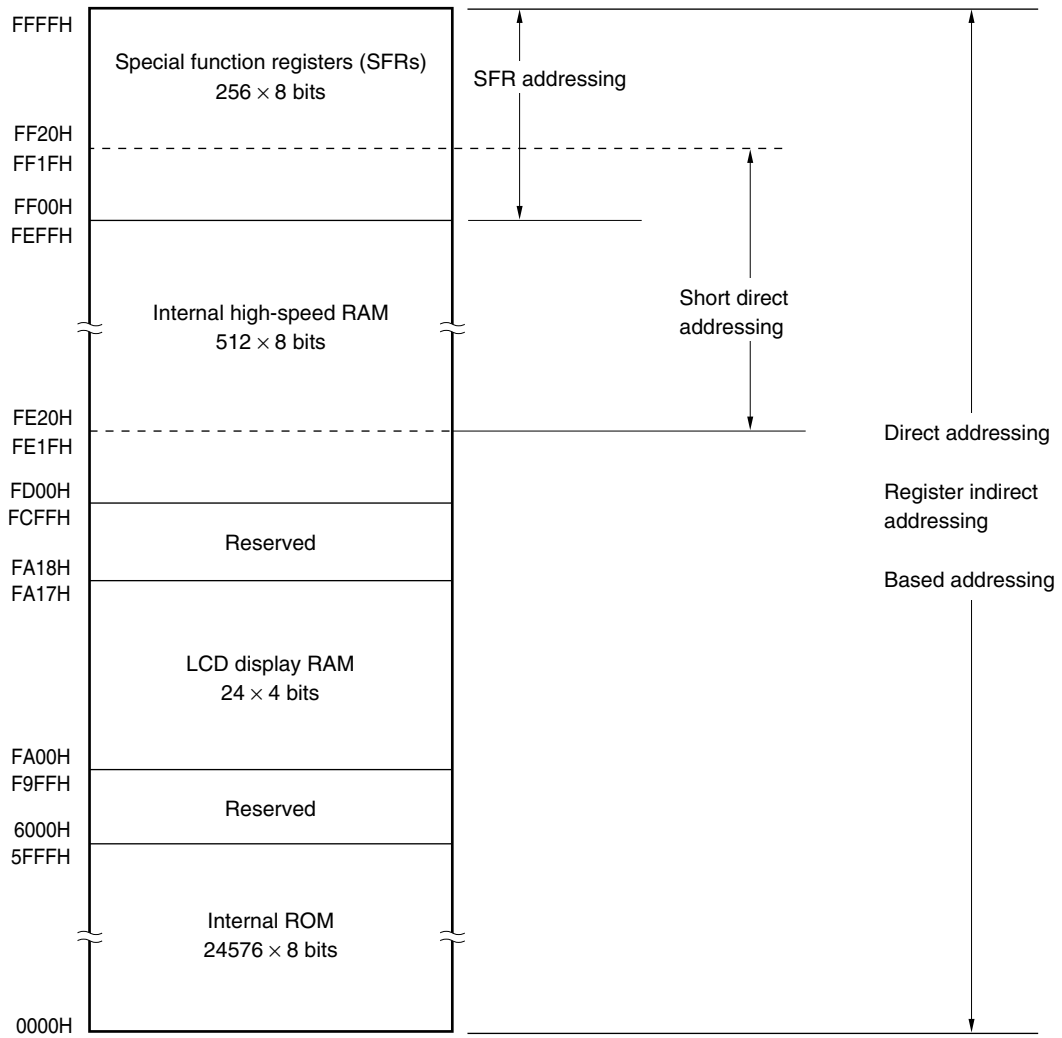 FFFFH
Special function registers (SFRs)
256 × 8 bits
SFR addressing
FF20H
FF1FH
FF00H
FEFFH
Internal high-speed RAM
512 × 8 bits
Short direct
addressing
FE20H
FE1FH
Direct addressing
FD00H
FCFFH
Register indirect
addressing
Reserved
FA18H
FA17H
Based addressing
LCD display RAM
24 × 4 bits
FA00H
F9FFH
Reserved
6000H
5FFFH
Internal ROM
24576 × 8 bits
0000H